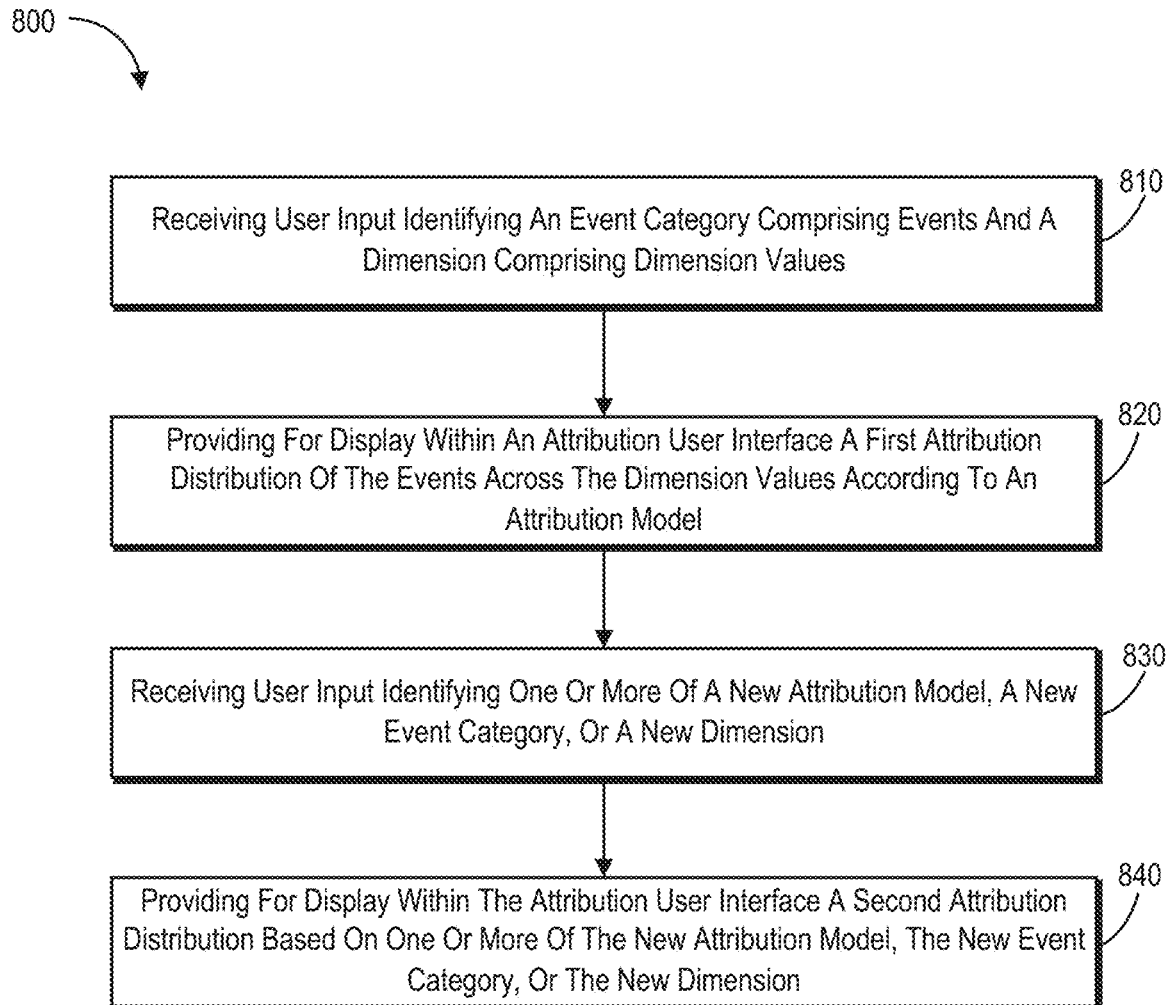 800
810
Receiving User Input Identifying An Event Category Comprising Events And A
Dimension Comprising Dimension Values
820
Providing For Display Within An Attribution User Interface A First Attribution
Distribution Of The Events Across The Dimension Values According To An
Attribution Model
830
Receiving User Input Identifying One Or More Of A New Attribution Model, A New
Event Category, Or A New Dimension
840
Providing For Display Within The Attribution User Interface A Second Attribution
Distribution Based On One Or More Of The New Attribution Model, The New Event
Category, Or The New Dimension